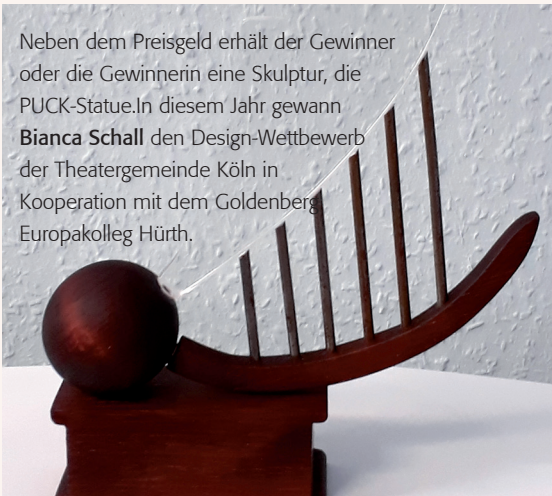 Neben dem Preisgeld erhält der Gewinner
oder die Gewinnerin eine Skulptur, die
PUCK-Statue.In diesem Jahr gewann
Bianca Schall den Design-Wettbewerb
der Theatergemeinde Köln in
Kooperation mit dem Goldenberg
Europakolleg Hürth.